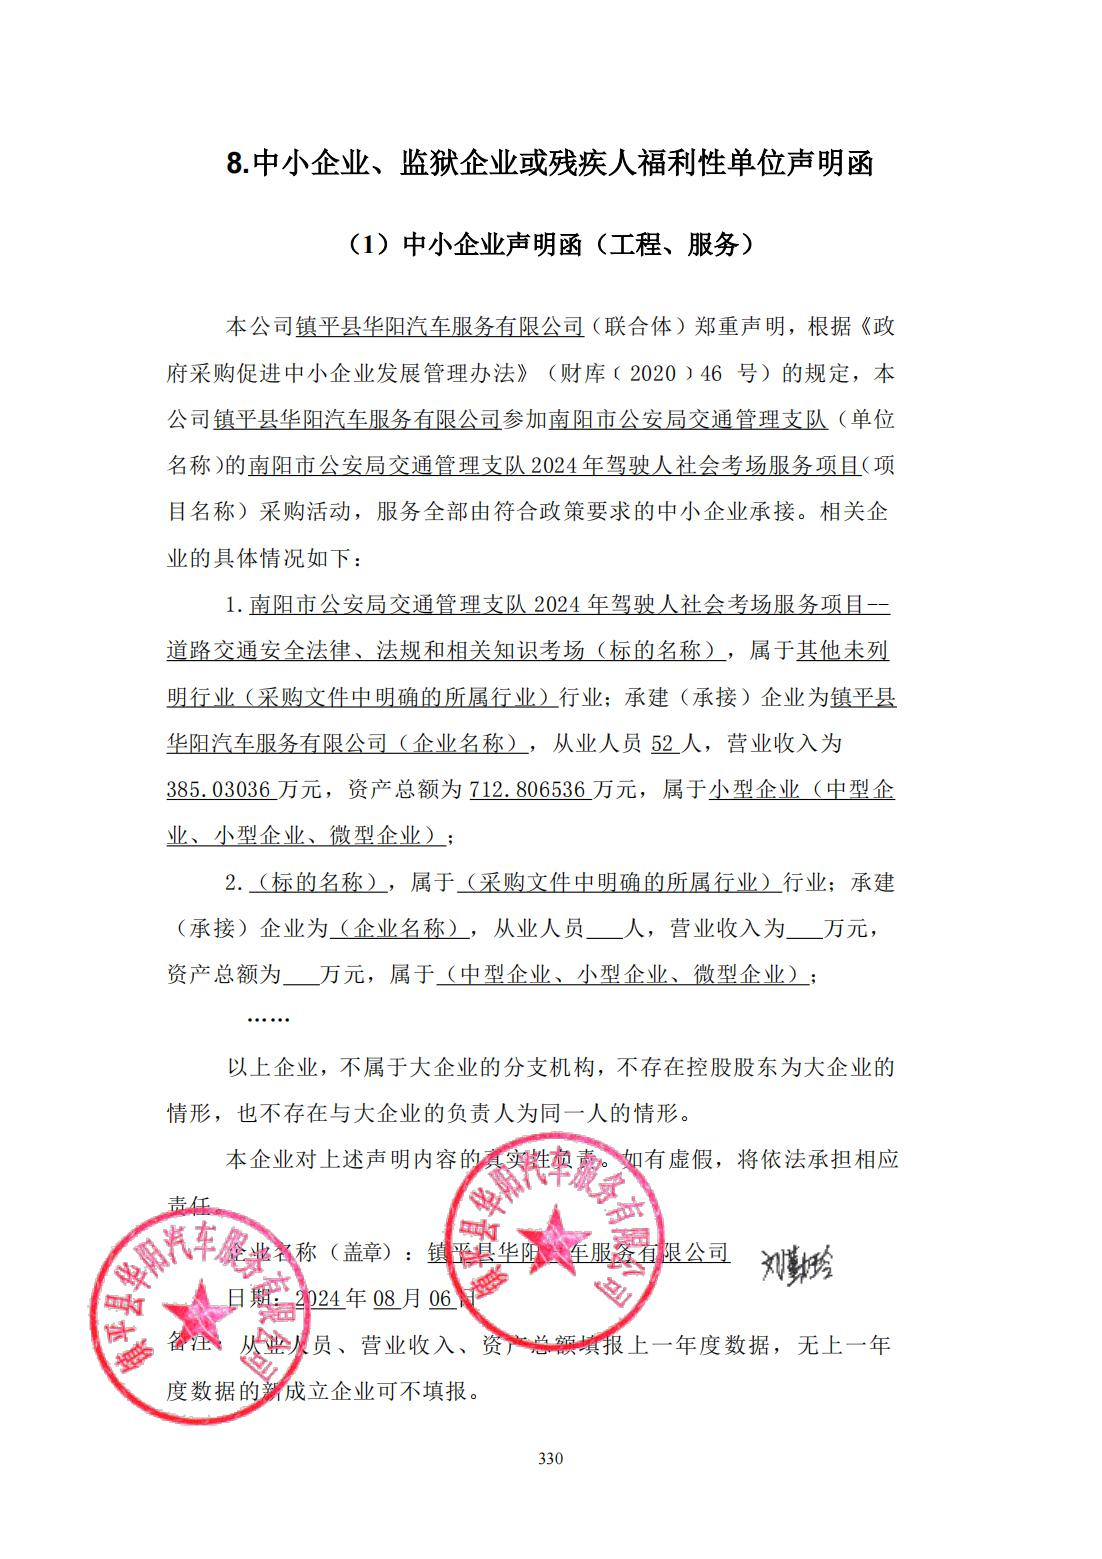 8.中小企业、监狱企业或残疾人福利性单位声明函
（1）中小企业声明函（工程、服务）
本公司镇平县华阳汽车服务有限公司（联合体）郑重声明，根据《政
府采购促进中小企业发展管理办法》（财库﹝2020﹞46 号）的规定，本
公司镇平县华阳汽车服务有限公司参加南阳市公安局交通管理支队（单位
名称）的南阳市公安局交通管理支队 2024 年驾驶人社会考场服务项目（项
目名称）采购活动，服务全部由符合政策要求的中小企业承接。相关企
业的具体情况如下：
1. 南阳市公安局交通管理支队 2024 年驾驶人社会考场服务项目--
道路交通安全法律、法规和相关知识考场（标的名称），属于其他未列
明行业（采购文件中明确的所属行业）行业；承建（承接）企业为镇平县
华阳汽车服务有限公司（企业名称），从业人员 52 人，营业收入为
385.03036 万元，资产总额为 712.806536 万元，属于小型企业（中型企
业、小型企业、微型企业）；
2. （标的名称），属于（采购文件中明确的所属行业）行业；承建
（承接）企业为（企业名称），从业人员___人，营业收入为___万元，
资产总额为___万元，属于（中型企业、小型企业、微型企业）；
……
以上企业，不属于大企业的分支机构，不存在控股股东为大企业的
情形，也不存在与大企业的负责人为同一人的情形。
本企业对上述声明内容的真实性负责。如有虚假，将依法承担相应
责任。
企业名称（盖章）：镇平县华阳汽车服务有限公司
日期：2024 年 08 月 06 日
备注：从业人员、营业收入、资产总额填报上一年度数据，无上一年
度数据的新成立企业可不填报。
镇平县华阳汽车服务有限公司
镇平县华阳汽车服务有限公司
330